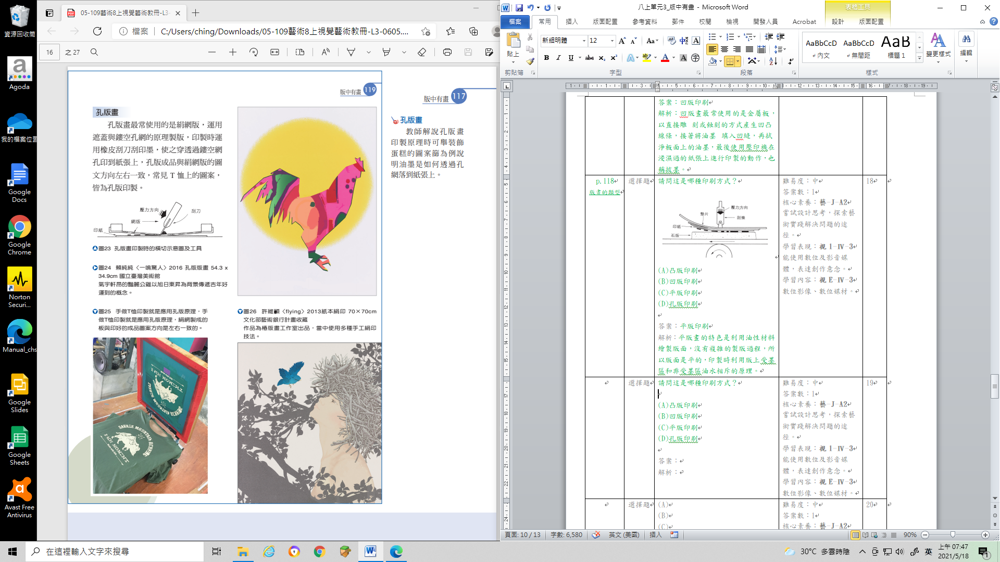 資源回收筒
Agoda
我的檔案位置
Google
Docs
Google
Chrome
Norton
Securi...
Manual_chs
Google
Slides
Google
Sheets
Avast Free
Antivirus
05-109藝術8上視覺藝術教冊-L3-
檔案
C:/Users/ching/Downloads/05-109藝術8上視覺藝術教冊-L3-0605....
16 之 27
版中有畫 119
孔版畫
孔版畫最常使用的是絹網版，運用
遮蓋與鏤空孔網的原理製版，印製時運
用橡皮刮刀刮印墨，使之穿透過鏤空網
孔印到紙張上，孔版成品與絹網版的圖
文方向左右一致，常見 T 恤上的圖案，
皆為孔版印製。
壓力方向
刮刀
網版
印紙
圖23 孔版畫印製時的橫切示意圖及工具
圖24 賴純純〈一鳴驚人〉2016 孔版版畫 54.3 x
34.9cm 國立臺灣美術館
氣宇軒昂的豔麗公雞以旭日東昇為背景傳遞吉年好
運到的概念。
圖25 手做T恤印製就是應用孔版原理，手
做T恤印製就是應用孔版原理，絹網製成的
板與印好的成品圖案方向是左右一致的。
圖26 許維穎〈flying〉2013紙本絹印 70×70cm
文化部藝術銀行計畫收藏
作品為樁版畫工作室出品，當中使用多種手工絹印
技法。
SAVAGE MOUNTAIN RUNNING
EACH MOMENT
版中有畫 117
孔版畫
教師解說孔版畫
印製原理時可舉裝飾
蛋糕的圖案篩為例說
明油墨是如何透過孔
網落到紙張上。
八上單元3_版中有畫 - Microsoft Word
表格工具
檔案 常用 插入 版面配置 參考資料 郵件 校閱 檢視 開發人員 Acrobat 設計 版面配置
貼上
剪貼簿
新細明體 12
字型
段落
AaBbCcD AaBbCcD AaB
內文 無間距 標題 1
變更樣式
樣式
編輯
答案：凹版印刷
解析：凹版畫最常使用的是金屬板，
以直接雕 刻或蝕刻的方式產生凹凸
線條，接著將油墨 填入凹縫，再拭
淨板面上的油墨，最後使用壓印機在
浸濕過的紙張上進行印製的動作，也
稱拔墨。
p.118
版畫的類型
選擇題
請問這是哪種印刷方式？
壓力方向
墊片
刮條
印紙
石版
(A)凸版印刷
(B)凹版印刷
(C)平版印刷
(D)孔版印刷
答案：平版印刷
解析:平版畫的特色是利用油性材料
繪製版面，沒有複雜的製版過程，所
以版面是平的，印製時利用版上受墨
區和非受墨區油水相斥的原理。
難易度：中
答案數：1
核心素養：藝-J-A2
嘗試設計思考，探索藝
術實踐解決問題的途
徑。
學習表現：視 1-Ⅳ-3
能使用數位及影音媒
體，表達創作意念。
學習內容：視 E-Ⅳ-3
數位影像、數位媒材。
18
選擇題
請問這是哪種印刷方式？
(A)凸版印刷
(B)凹版印刷
(C)平版印刷
(D)孔版印刷
答案：
解析：
難易度：中
答案數：1
核心素養：藝-J-A2
嘗試設計思考，探索藝
術實踐解決問題的途
徑。
學習表現：視 1-Ⅳ-3
能使用數位及影音媒
體，表達創作意念。
學習內容：視 E-Ⅳ-3
數位影像、數位媒材。
19
選擇題
(A)
(B)
(C)
難易度：中
答案數：1
核心素養：藝-J-A2
20
頁面: 10 / 13 字數: 6,580 英文 (美國) 插入 90%
在這裡輸入文字來搜尋
30°C 多雲時陰
英
上午 07:47
2021/5/18